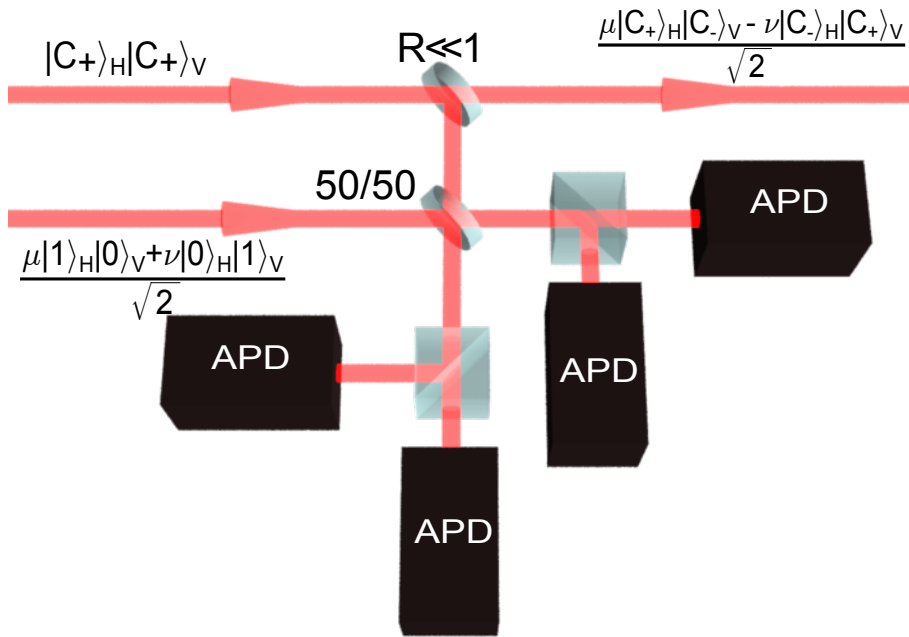 |C+⟩H|C+⟩V
R≪1
μ|C+⟩H|C-⟩V - ν|C-⟩H|C+⟩V
√2
50/50
APD
μ|1⟩H|0⟩V+ν|0⟩H|1⟩V
√2
APD
APD
APD